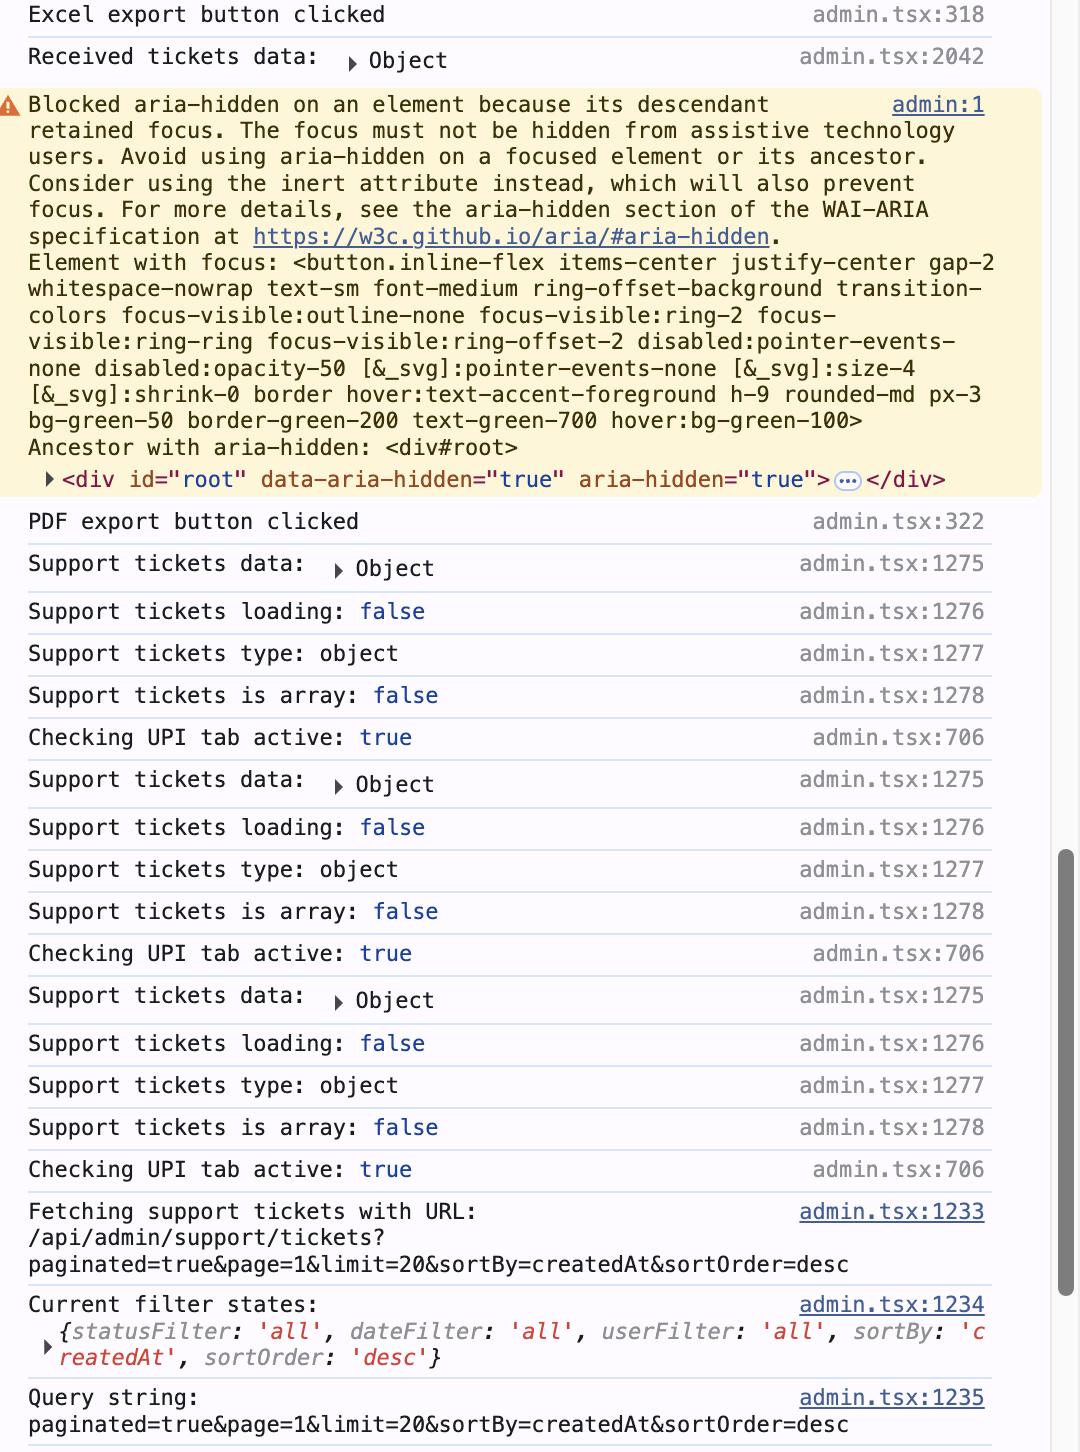 Excel export button clicked admin.tsx:318
Received tickets data: ▶ Object admin.tsx:2042
Blocked aria-hidden on an element because its descendant admin:1
retained focus. The focus must not be hidden from assistive technology
users. Avoid using aria-hidden on a focused element or its ancestor.
Consider using the inert attribute instead, which will also prevent
focus. For more details, see the aria-hidden section of the WAI-ARIA
specification at https://w3c.github.io/aria/#aria-hidden.
Element with focus: <button.inline-flex items-center justify-center gap-2
whitespace-nowrap text-sm font-medium ring-offset-background transition-
colors focus-visible:outline-none focus-visible:ring-2 focus-
visible:ring-ring focus-visible:ring-offset-2 disabled:pointer-events-
none disabled:opacity-50 [&_svg]:pointer-events-none [&_svg]:size-4
[&_svg]:shrink-0 border hover:text-accent-foreground h-9 rounded-md px-3
bg-green-50 border-green-200 text-green-700 hover:bg-green-100>
Ancestor with aria-hidden: <div#root>
▶ <div id="root" data-aria-hidden="true" aria-hidden="true">…</div>
PDF export button clicked admin.tsx:322
Support tickets data: ▶ Object admin.tsx:1275
Support tickets loading: false admin.tsx:1276
Support tickets type: object admin.tsx:1277
Support tickets is array: false admin.tsx:1278
Checking UPI tab active: true admin.tsx:706
Support tickets data: ▶ Object admin.tsx:1275
Support tickets loading: false admin.tsx:1276
Support tickets type: object admin.tsx:1277
Support tickets is array: false admin.tsx:1278
Checking UPI tab active: true admin.tsx:706
Support tickets data: ▶ Object admin.tsx:1275
Support tickets loading: false admin.tsx:1276
Support tickets type: object admin.tsx:1277
Support tickets is array: false admin.tsx:1278
Checking UPI tab active: true admin.tsx:706
Fetching support tickets with URL: admin.tsx:1233
/api/admin/support/tickets?
paginated=true&page=1&limit=20&sortBy=createdAt&sortOrder=desc
Current filter states: admin.tsx:1234
▶ {statusFilter: 'all', dateFilter: 'all', userFilter: 'all', sortBy: 'c
reatedAt', sortOrder: 'desc'}
Query string: admin.tsx:1235
paginated=true&page=1&limit=20&sortBy=createdAt&sortOrder=desc